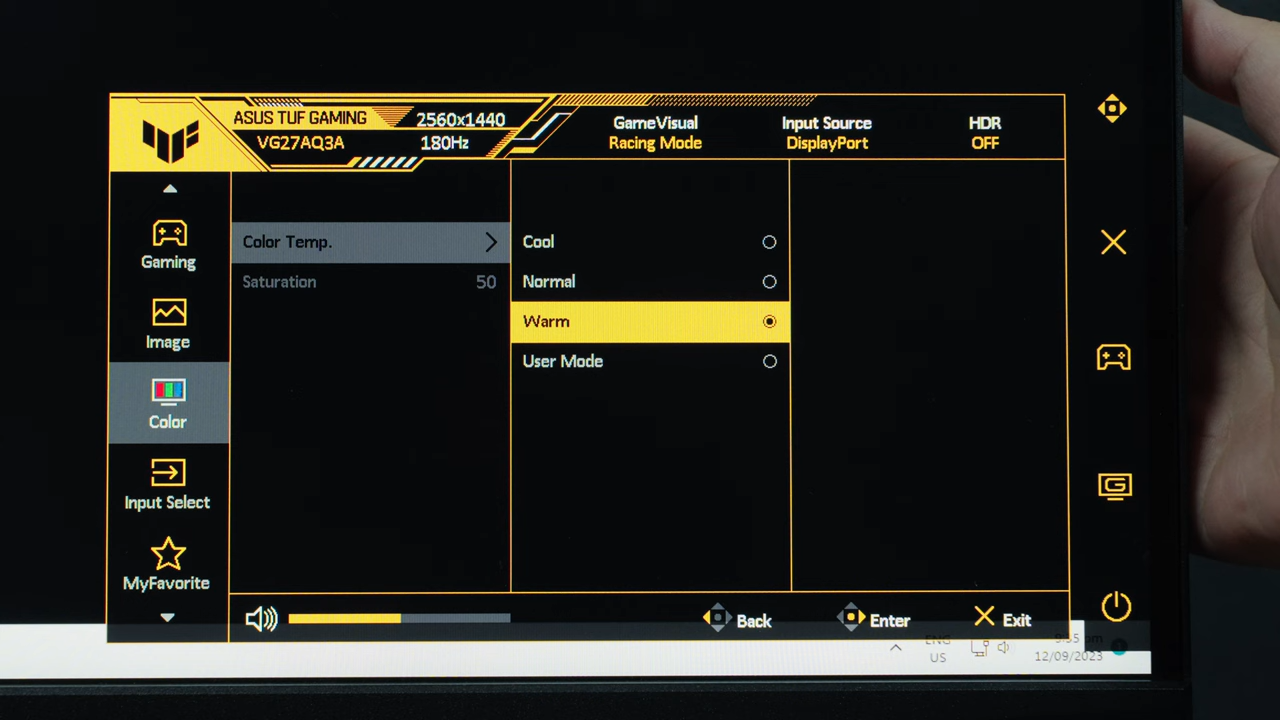 ASUS TUF GAMING
VG27AQ3A
2560x1440
180Hz
GameVisual
Racing Mode
Input Source
DisplayPort
HDR
OFF
Gaming
Image
Color
Input Select
MyFavorite
Color Temp.
Saturation 50
Cool
Normal
Warm
User Mode
Back
Enter
Exit
G
ENG
US
12/09/2023